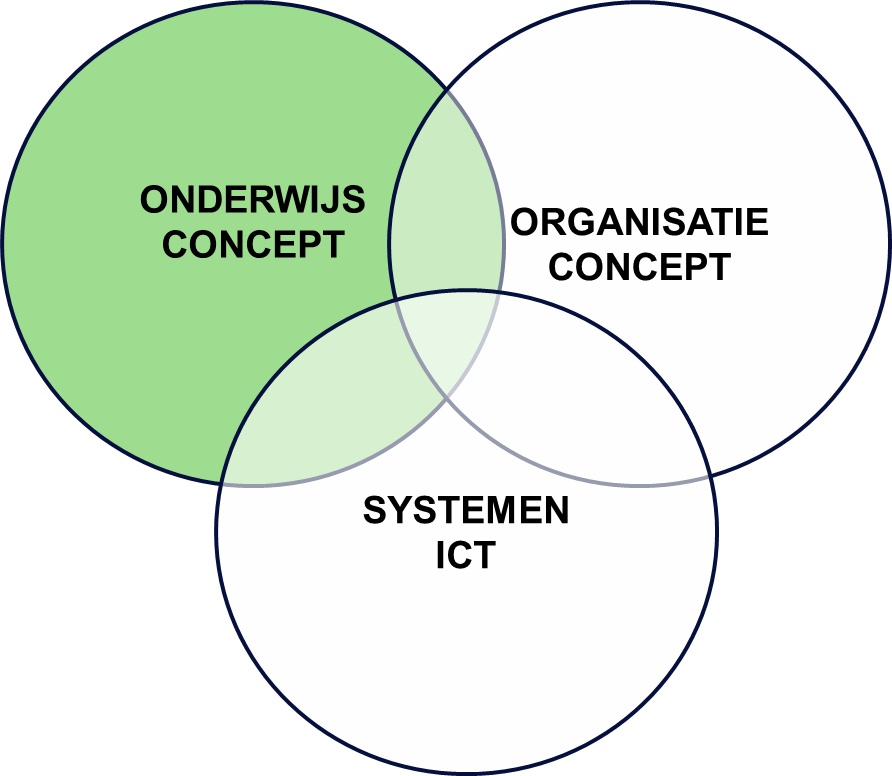 ONDERWIJS
CONCEPT
ORGANISATIE
CONCEPT
SYSTEMEN
ICT